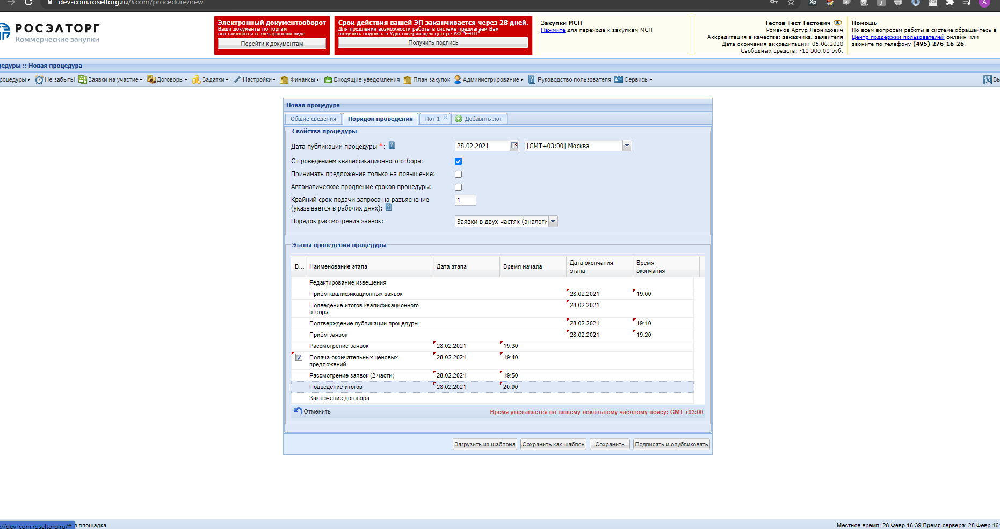 dev-com.roseltorg.ru/#com/procedure/new
РОСЭЛТОРГ
Коммерческие закупки
Электронный документооборот
Ваши документы по торгам
выставляются в электронном виде
Перейти к документам
Срок действия вашей ЭП заканчивается через 28 дней.
Для продления возможности работы в системе предлагаем Вам
получить подпись в Удостоверяющем центре АО "ЕЭТП"
Получить подпись
Закупки МСП
Нажмите для перехода к закупкам МСП
Тестов Тест Тестович
Романов Артур Леонидович
Аккредитация в качестве: заказчика, заявителя
Дата окончания аккредитации: 05.06.2020
Свободных средств: -10 000,00 руб.
Помощь
По всем вопросам работы в системе обращайтесь в
Центр поддержки пользователей онлайн или
звоните по телефону (495) 276-16-26.
цедуры :: Новая процедура
роцедуры Не забыть! Заявки на участие Договоры Задатки Настройки Финансы Входящие уведомления План закупок Администрирование Руководство пользователя Сервисы Вы
Новая процедура
Общие сведения Порядок проведения Лот 1 Добавить лот
Свойства процедуры
Дата публикации процедуры *: 28.02.2021 [GMT+03:00] Москва
С проведением квалификационного отбора:
Принимать предложения только на повышение:
Автоматическое продление сроков процедуры:
Крайний срок подачи запроса на разъяснение
(указывается в рабочих днях): 1
Порядок рассмотрения заявок: Заявки в двух частях (аналоги
Этапы проведения процедуры
В... Наименование этапа Дата этапа Время начала Дата окончания этапа Время окончания
Редактирование извещения
Приём квалификационных заявок 28.02.2021 19:00
Подведение итогов квалификационного
отбора 28.02.2021
Подтверждение публикации процедуры 28.02.2021 19:10
Приём заявок 28.02.2021 19:20
Рассмотрение заявок 28.02.2021 19:30
Подача окончательных ценовых
предложений 28.02.2021 19:40
Рассмотрение заявок (2 части) 28.02.2021 19:50
Подведение итогов 28.02.2021 20:00
Заключение договора
Отменить Время указывается по вашему локальному часовому поясу: GMT +03:00
Загрузить из шаблона Сохранить как шаблон Сохранить Подписать и опубликовать
://dev-com.roseltorg.ru/# я площадка
Местное время: 28 Февр 16:39 Время сервера: 28 Февр 16: